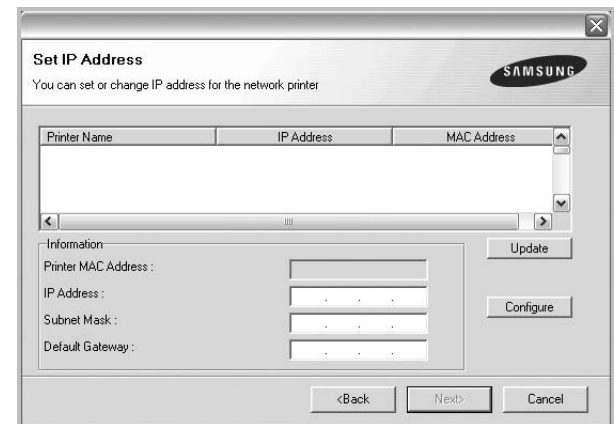 Set IP Address
You can set or change IP address for the network printer
SAMSUNG
Printer Name IP Address MAC Address
Information
Update
Printer MAC Address :
IP Address :
Configure
Subnet Mask :
Default Gateway :
<Back Next> Cancel